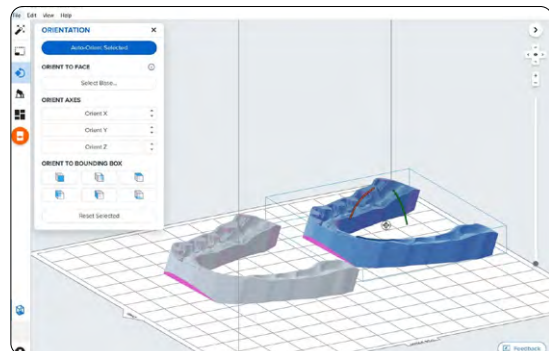 File Edit View Help
ORIENTATION
Auto-Orient Selected
ORIENT TO FACE
Select Base...
ORIENT AXES
Orient X
Orient Y
Orient Z
ORIENT TO BOUNDING BOX
Reset Selected
Feedback